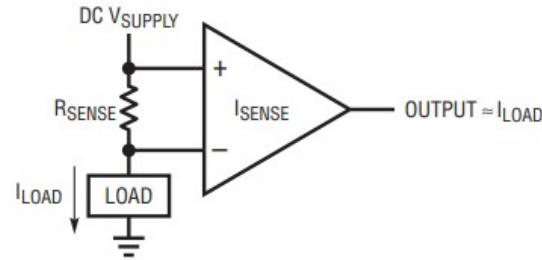 DC VSUPPLY
+
RSENSE
ISENSE
OUTPUT ≈ ILOAD
−
ILOAD
LOAD